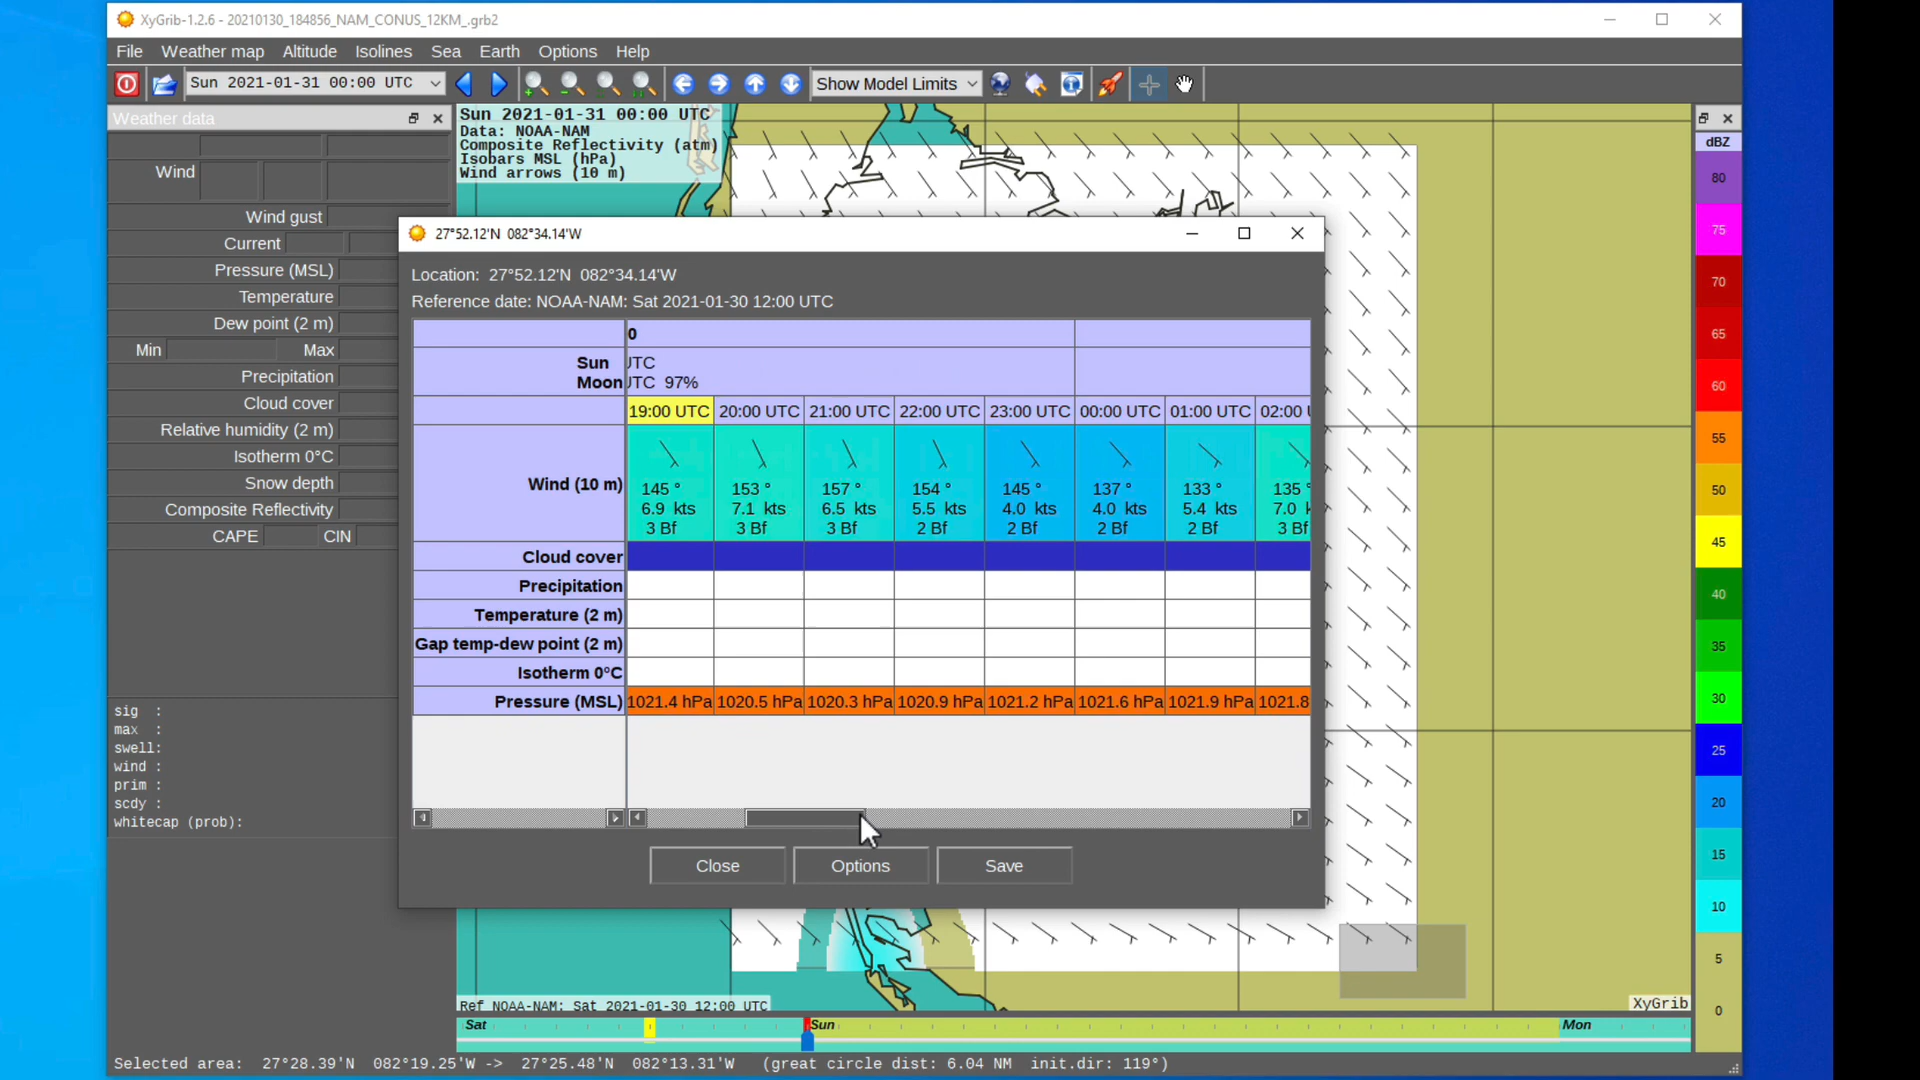 XyGrib-1.2.6 - 20210130_184856_NAM_CONUS_12KM_.grb2
File Weather map Altitude Isolines Sea Earth Options Help
Sun 2021-01-31 00:00 UTC
Show Model Limits
Weather data
Wind
Wind gust
Current
Pressure (MSL)
Temperature
Dew point (2 m)
Min Max
Precipitation
Cloud cover
Relative humidity (2 m)
Isotherm 0°C
Snow depth
Composite Reflectivity
CAPE CIN
sig :
max :
swell:
wind :
prim :
scdy :
whitecap (prob):
Sun 2021-01-31 00:00 UTC
Data: NOAA-NAM
Composite Reflectivity (atm)
Isobars MSL (hPa)
Wind arrows (10 m)
27°52.12'N 082°34.14'W
Location: 27°52.12'N 082°34.14'W
Reference date: NOAA-NAM: Sat 2021-01-30 12:00 UTC
0
Sun UTC
Moon UTC 97%
19:00 UTC 20:00 UTC 21:00 UTC 22:00 UTC 23:00 UTC 00:00 UTC 01:00 UTC 02:00 U
Wind (10 m)
145 ° 153 ° 157 ° 154 ° 145 ° 137 ° 133 ° 135 °
6.9 kts 7.1 kts 6.5 kts 5.5 kts 4.0 kts 4.0 kts 5.4 kts 7.0 k
3 Bf 3 Bf 3 Bf 2 Bf 2 Bf 2 Bf 2 Bf 3 Bf
Cloud cover
Precipitation
Temperature (2 m)
Gap temp-dew point (2 m)
Isotherm 0°C
Pressure (MSL) 1021.4 hPa 1020.5 hPa 1020.3 hPa 1020.9 hPa 1021.2 hPa 1021.6 hPa 1021.9 hPa 1021.8
Close Options Save
dBZ
80
75
70
65
60
55
50
45
40
35
30
25
20
15
10
5
0
Ref NOAA-NAM: Sat 2021-01-30 12:00 UTC
XyGrib
Sat Sun Mon
Selected area: 27°28.39'N 082°19.25'W -> 27°25.48'N 082°13.31'W (great circle dist: 6.04 NM init.dir: 119°)